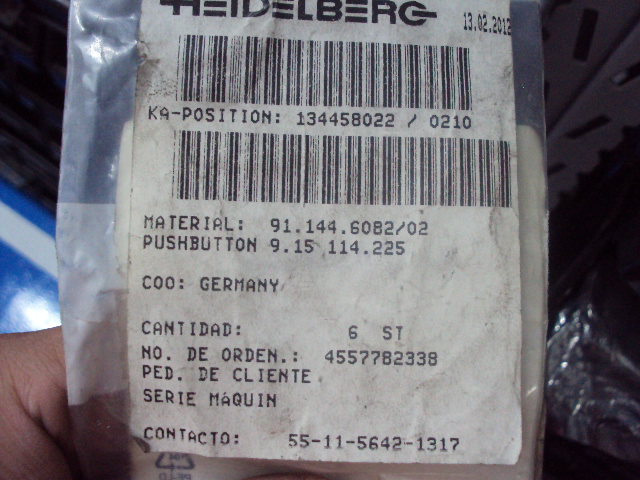 HEIDELBERG 13.02.2012
KA-POSITION: 134458022 / 0210
MATERIAL: 91.144.6082/02
PUSHBUTTON 9.15 114.225
COO: GERMANY
CANTIDAD: 6 ST
NO. DE ORDEN.: 4557782338
PED. DE CLIENTE
SERIE MAQUIN
CONTACTO: 55-11-5642-1317